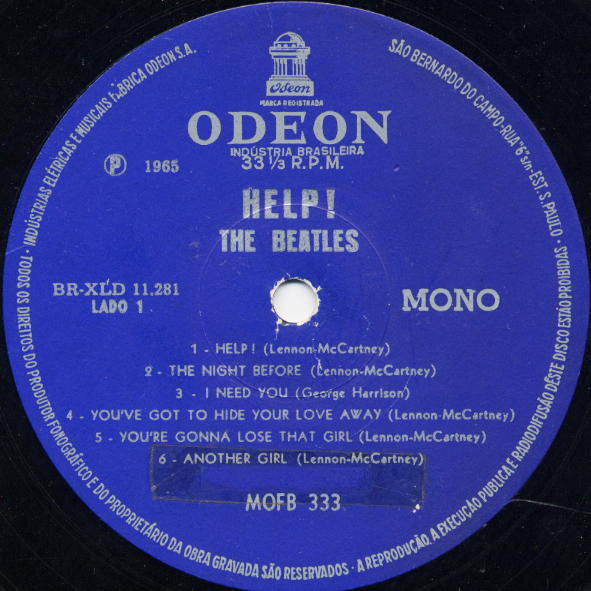 INDÚSTRIAS ELÉTRICAS E MUSICAIS FÁBRICA ODEON S.A.
SÃO BERNARDO DO CAMPO-RUA "6" s/n-EST. S. PAULO
Odeon
MARCA REGISTRADA
ODEON
INDÚSTRIA BRASILEIRA
33 1/3 R.P.M.
Ⓟ 1965
HELP!
THE BEATLES
BR-XLD 11.281
LADO 1
MONO
1 - HELP! (Lennon-McCartney)
2 - THE NIGHT BEFORE (Lennon-McCartney)
3 - I NEED YOU (George Harrison)
4 - YOU'VE GOT TO HIDE YOUR LOVE AWAY (Lennon-McCartney)
5 - YOU'RE GONNA LOSE THAT GIRL (Lennon-McCartney)
6 - ANOTHER GIRL (Lennon-McCartney)
MOFB 333
· TODOS OS DIREITOS DO PRODUTOR FONOGRÁFICO E DO PROPRIETÁRIO DA OBRA GRAVADA SÃO RESERVADOS · A REPRODUÇÃO, A EXECUÇÃO PUBLICA E RADIODIFUSÃO DÊSTE DISCO ESTÃO PROIBIDAS ·